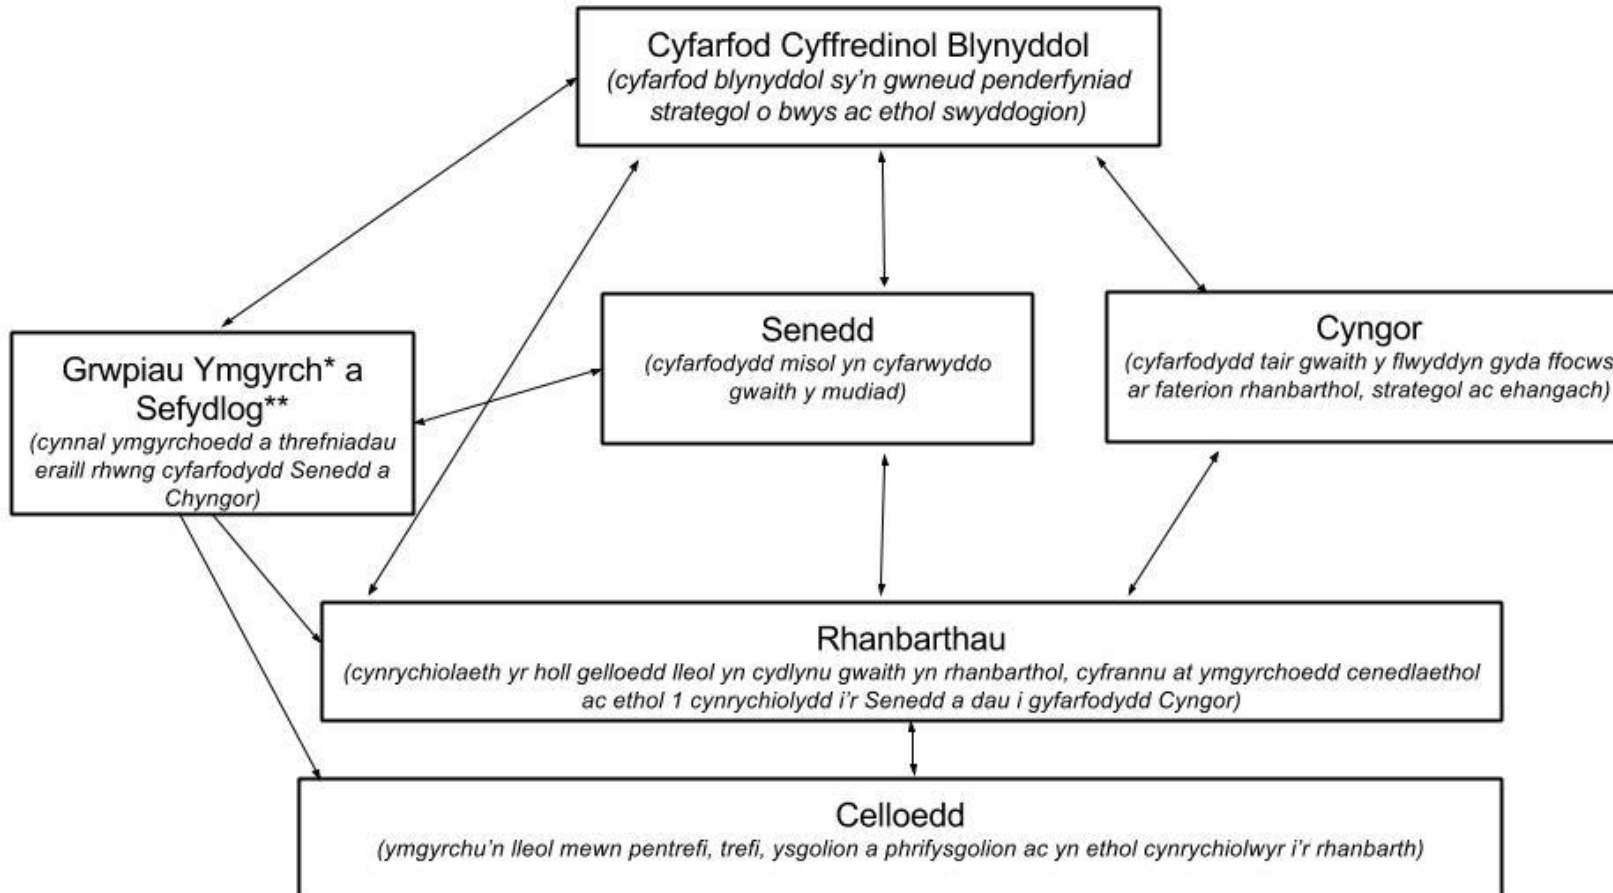 Cyfarfod Cyffredinol Blynyddol
(cyfarfod blynyddol sy'n gwneud penderfyniad
strategol o bwys ac ethol swyddogion)
Grwpiau Ymgyrch* a
Sefydlog**
(cynnal ymgyrchoedd a threfniadau
eraill rhwng cyfarfodydd Senedd a
Chyngor)
Senedd
(cyfarfodydd misol yn cyfarwyddo
gwaith y mudiad)
Cyngor
(cyfarfodydd tair gwaith y flwyddyn gyda ffocws
ar faterion rhanbarthol, strategol ac ehangach)
Rhanbarthau
(cynrychiolaeth yr holl gelloedd lleol yn cydlynu gwaith yn rhanbarthol, cyfrannu at ymgyrchoedd cenedlaethol
ac ethol 1 cynrychiolydd i'r Senedd a dau i gyfarfodydd Cyngor)
Celloedd
(ymgyrchu'n lleol mewn pentrefi, trefi, ysgolion a phrifysgolion ac yn ethol cynrychiolwyr i'r rhanbarth)